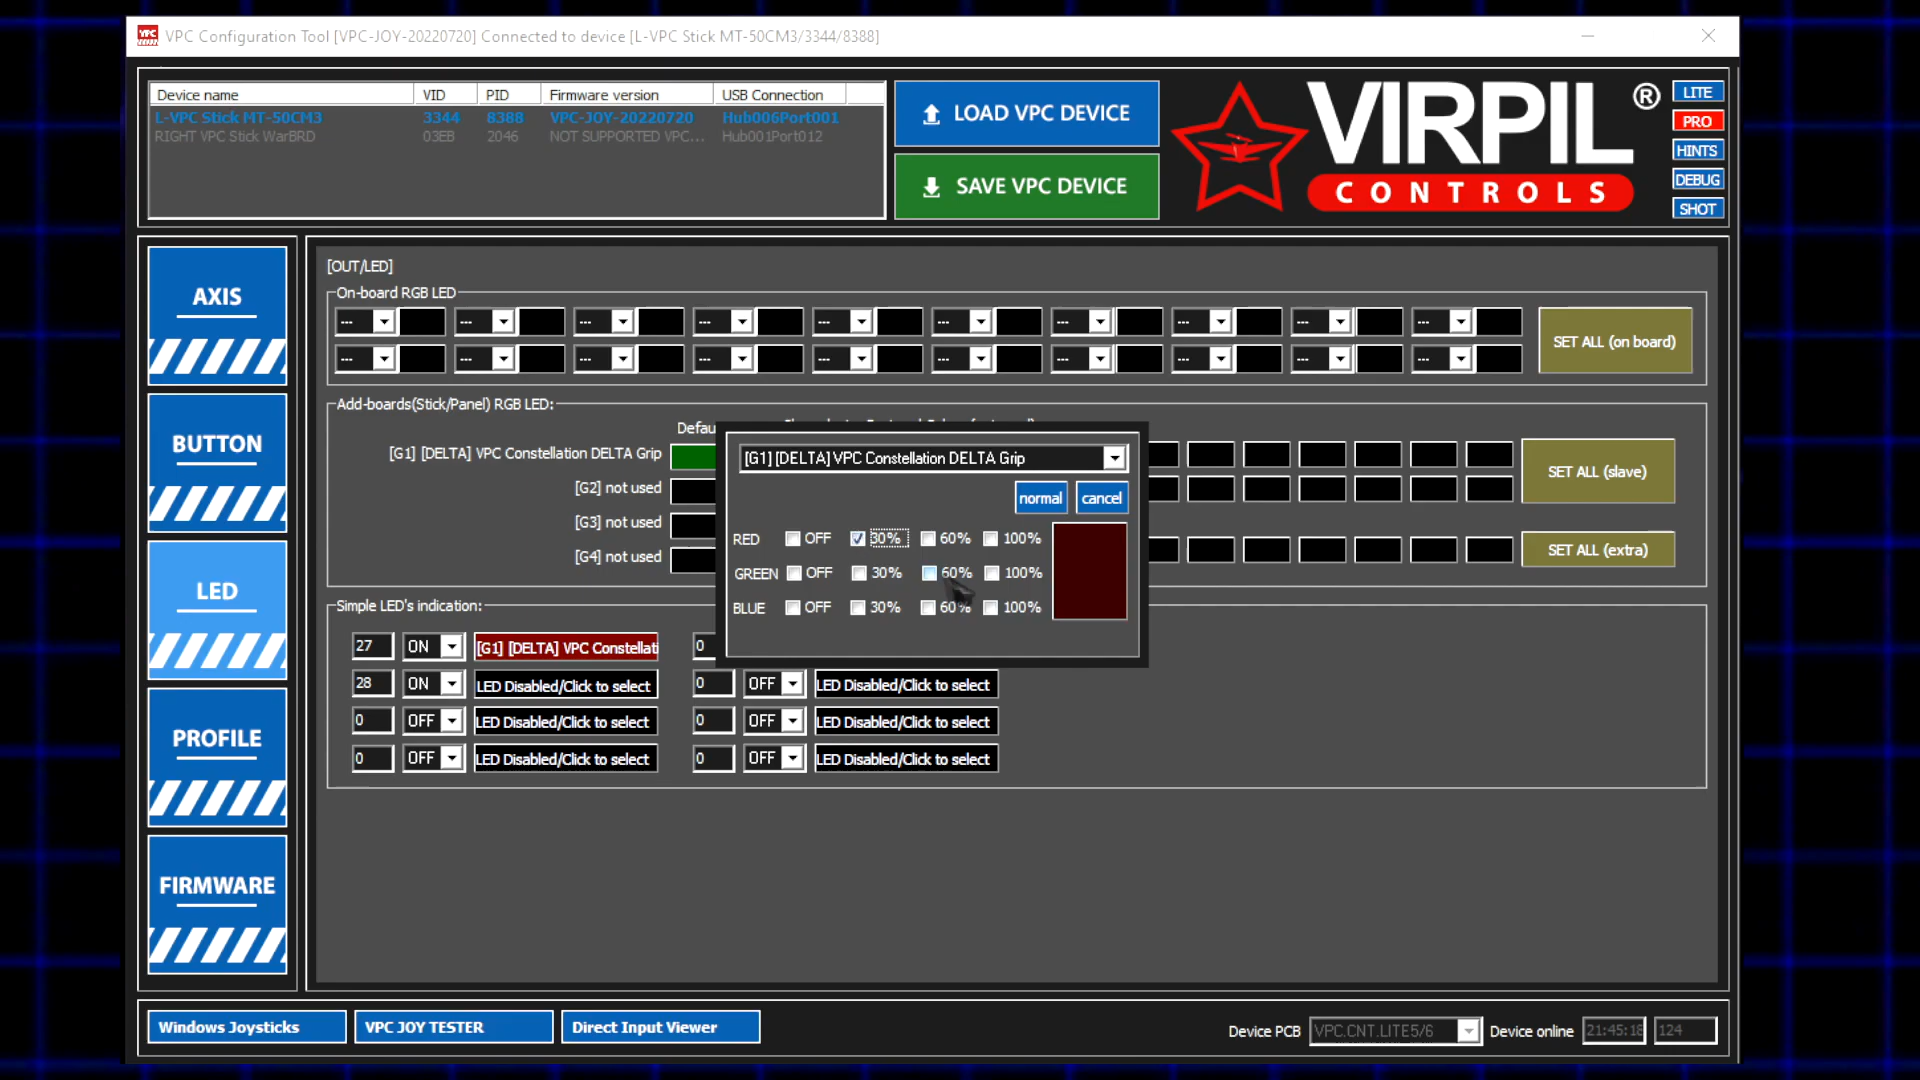 VPC Configuration Tool [VPC-JOY-20220720] Connected to device [L-VPC Stick MT-50CM3/3344/8388]
Device name VID PID Firmware version USB Connection
L-VPC Stick MT-50CM3 3344 8388 VPC-JOY-20220720 Hub006Port001
RIGHT VPC Stick WarBRD 03EB 2046 NOT SUPPORTED VPC... Hub001Port012
LOAD VPC DEVICE
SAVE VPC DEVICE
VIRPIL ®
CONTROLS
LITE
PRO
HINTS
DEBUG
SHOT
AXIS
BUTTON
LED
PROFILE
FIRMWARE
[OUT/LED]
On-board RGB LED
--- --- --- --- --- --- --- --- --- ---
--- --- --- --- --- --- --- --- --- ---
SET ALL (on board)
Add-boards(Stick/Panel) RGB LED:
Defau
[G1] [DELTA] VPC Constellation DELTA Grip
[G2] not used
[G3] not used
[G4] not used
SET ALL (slave)
SET ALL (extra)
[G1] [DELTA] VPC Constellation DELTA Grip
normal cancel
RED OFF 30% 60% 100%
GREEN OFF 30% 60% 100%
BLUE OFF 30% 60% 100%
Simple LED's indication:
27 ON [G1] [DELTA] VPC Constellati 0
28 ON LED Disabled/Click to select 0 OFF LED Disabled/Click to select
0 OFF LED Disabled/Click to select 0 OFF LED Disabled/Click to select
0 OFF LED Disabled/Click to select 0 OFF LED Disabled/Click to select
Windows Joysticks
VPC JOY TESTER
Direct Input Viewer
Device PCB VPC.CNT.LITE5/6 Device online 21:45:18 124